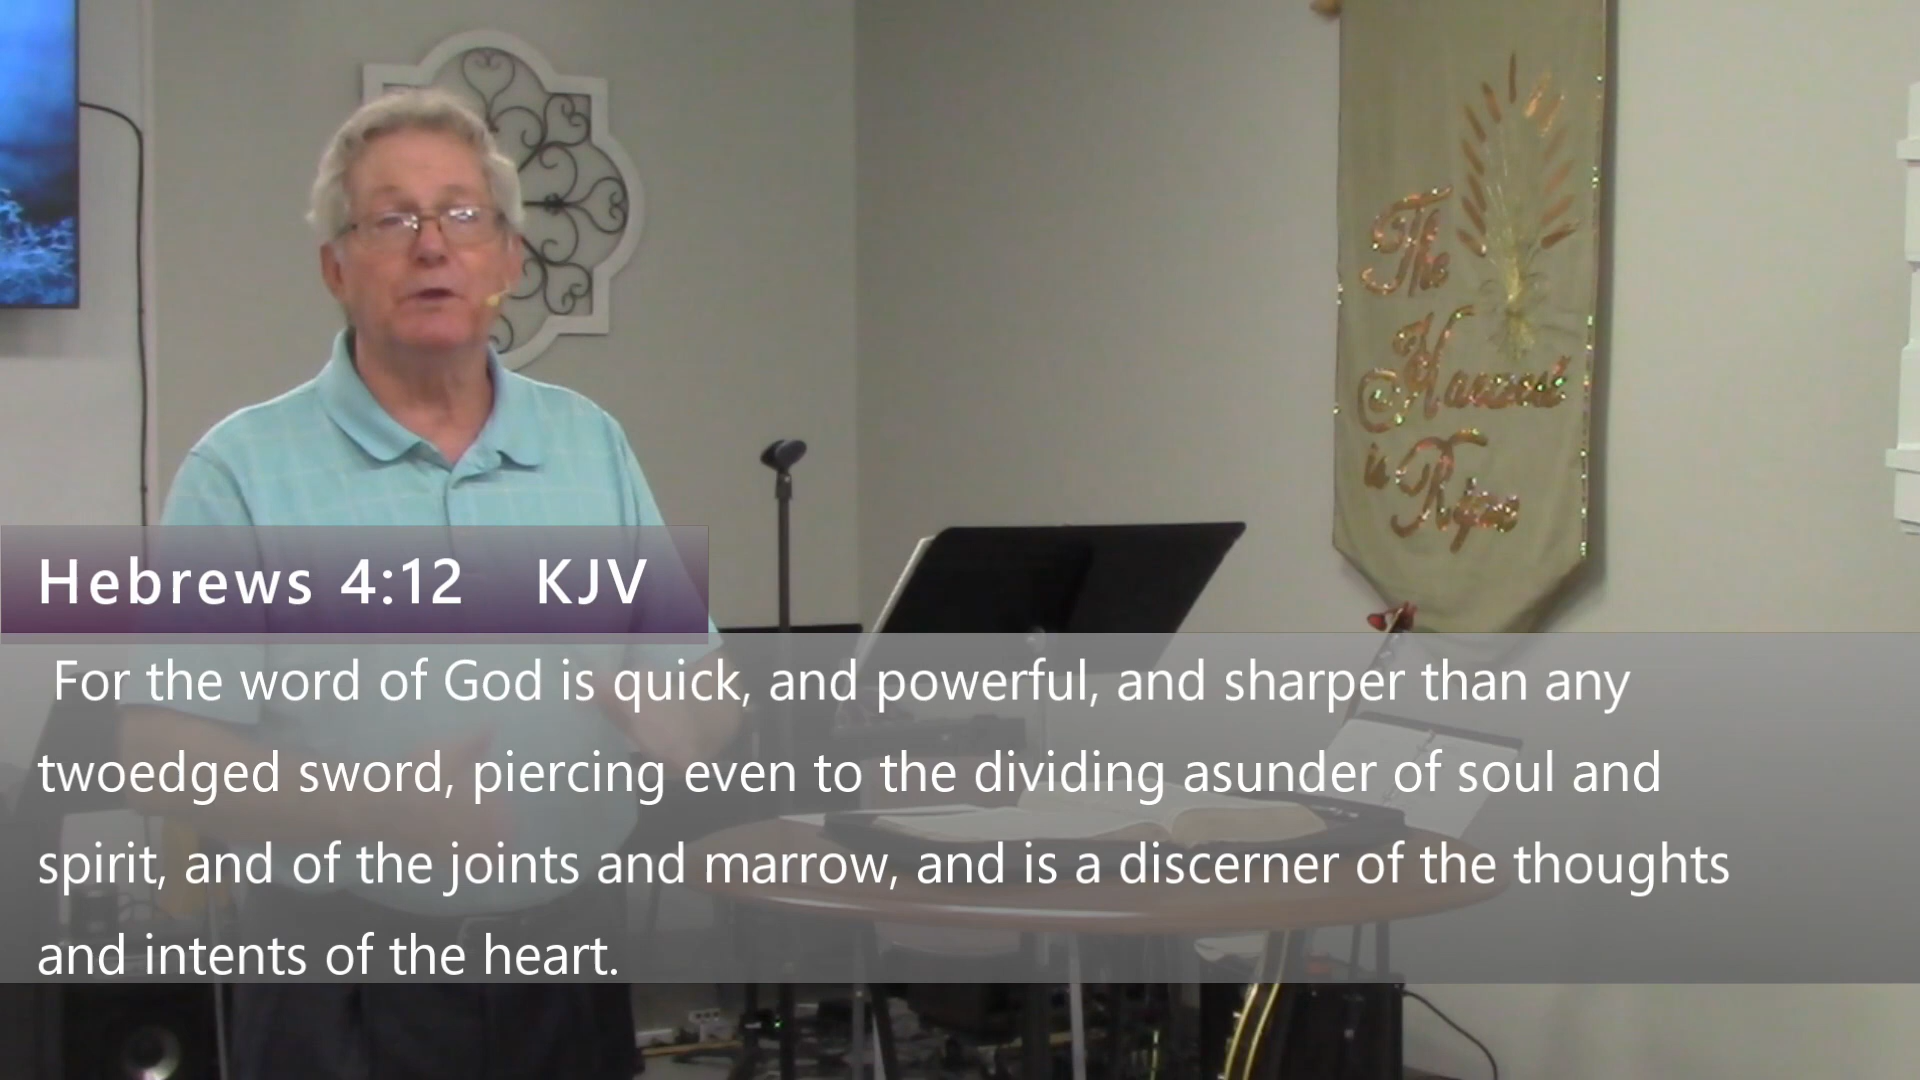 The
Harvest
is Ripe
Hebrews 4:12 KJV
For the word of God is quick, and powerful, and sharper than any
twoedged sword, piercing even to the dividing asunder of soul and
spirit, and of the joints and marrow, and is a discerner of the thoughts
and intents of the heart.